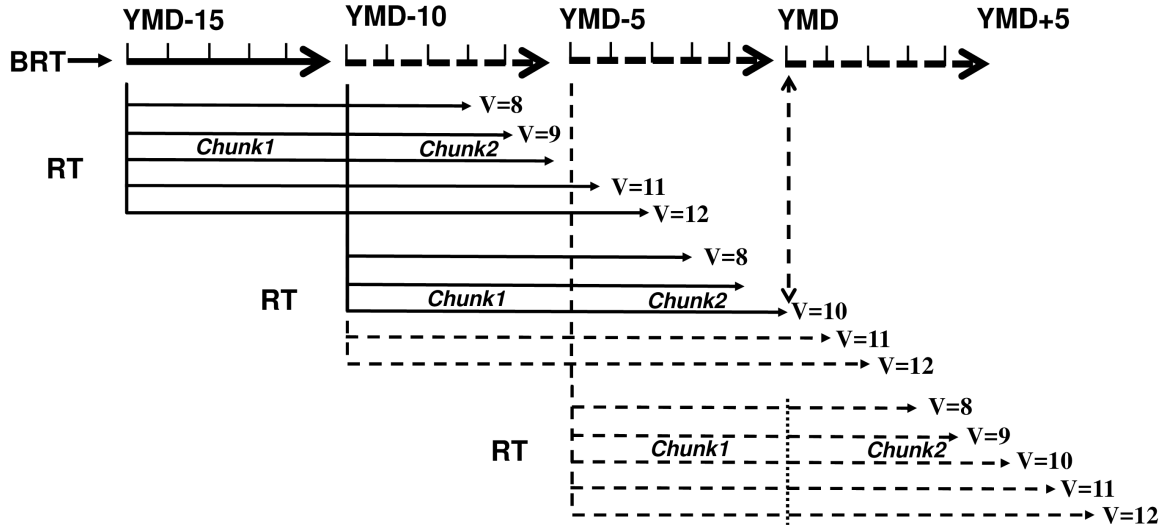 YMD-15 YMD-10 YMD-5 YMD YMD+5
BRT
V=8
V=9
Chunk1 Chunk2
RT
V=11
V=12
V=8
RT Chunk1 Chunk2
V=10
V=11
V=12
V=8
V=9
RT Chunk1 Chunk2
V=10
V=11
V=12